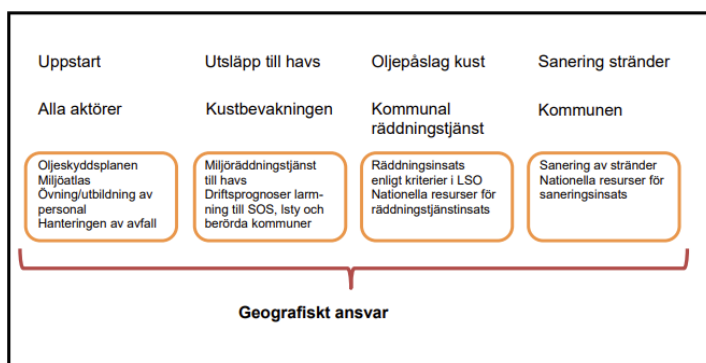 Uppstart
Alla aktörer
Oljeskyddsplanen
Miljöatlas
Övning/utbildning av
personal
Hanteringen av avfall
Utsläpp till havs
Kustbevakningen
Miljöräddningstjänst
till havs
Driftsprognoser larm-
ning till SOS, lsty och
berörda kommuner
Oljepåslag kust
Kommunal
räddningstjänst
Räddningsinsats
enligt kriterier i LSO
Nationella resurser för
räddningstjänstinsats
Sanering stränder
Kommunen
Sanering av stränder
Nationella resurser för
saneringsinsats
Geografiskt ansvar